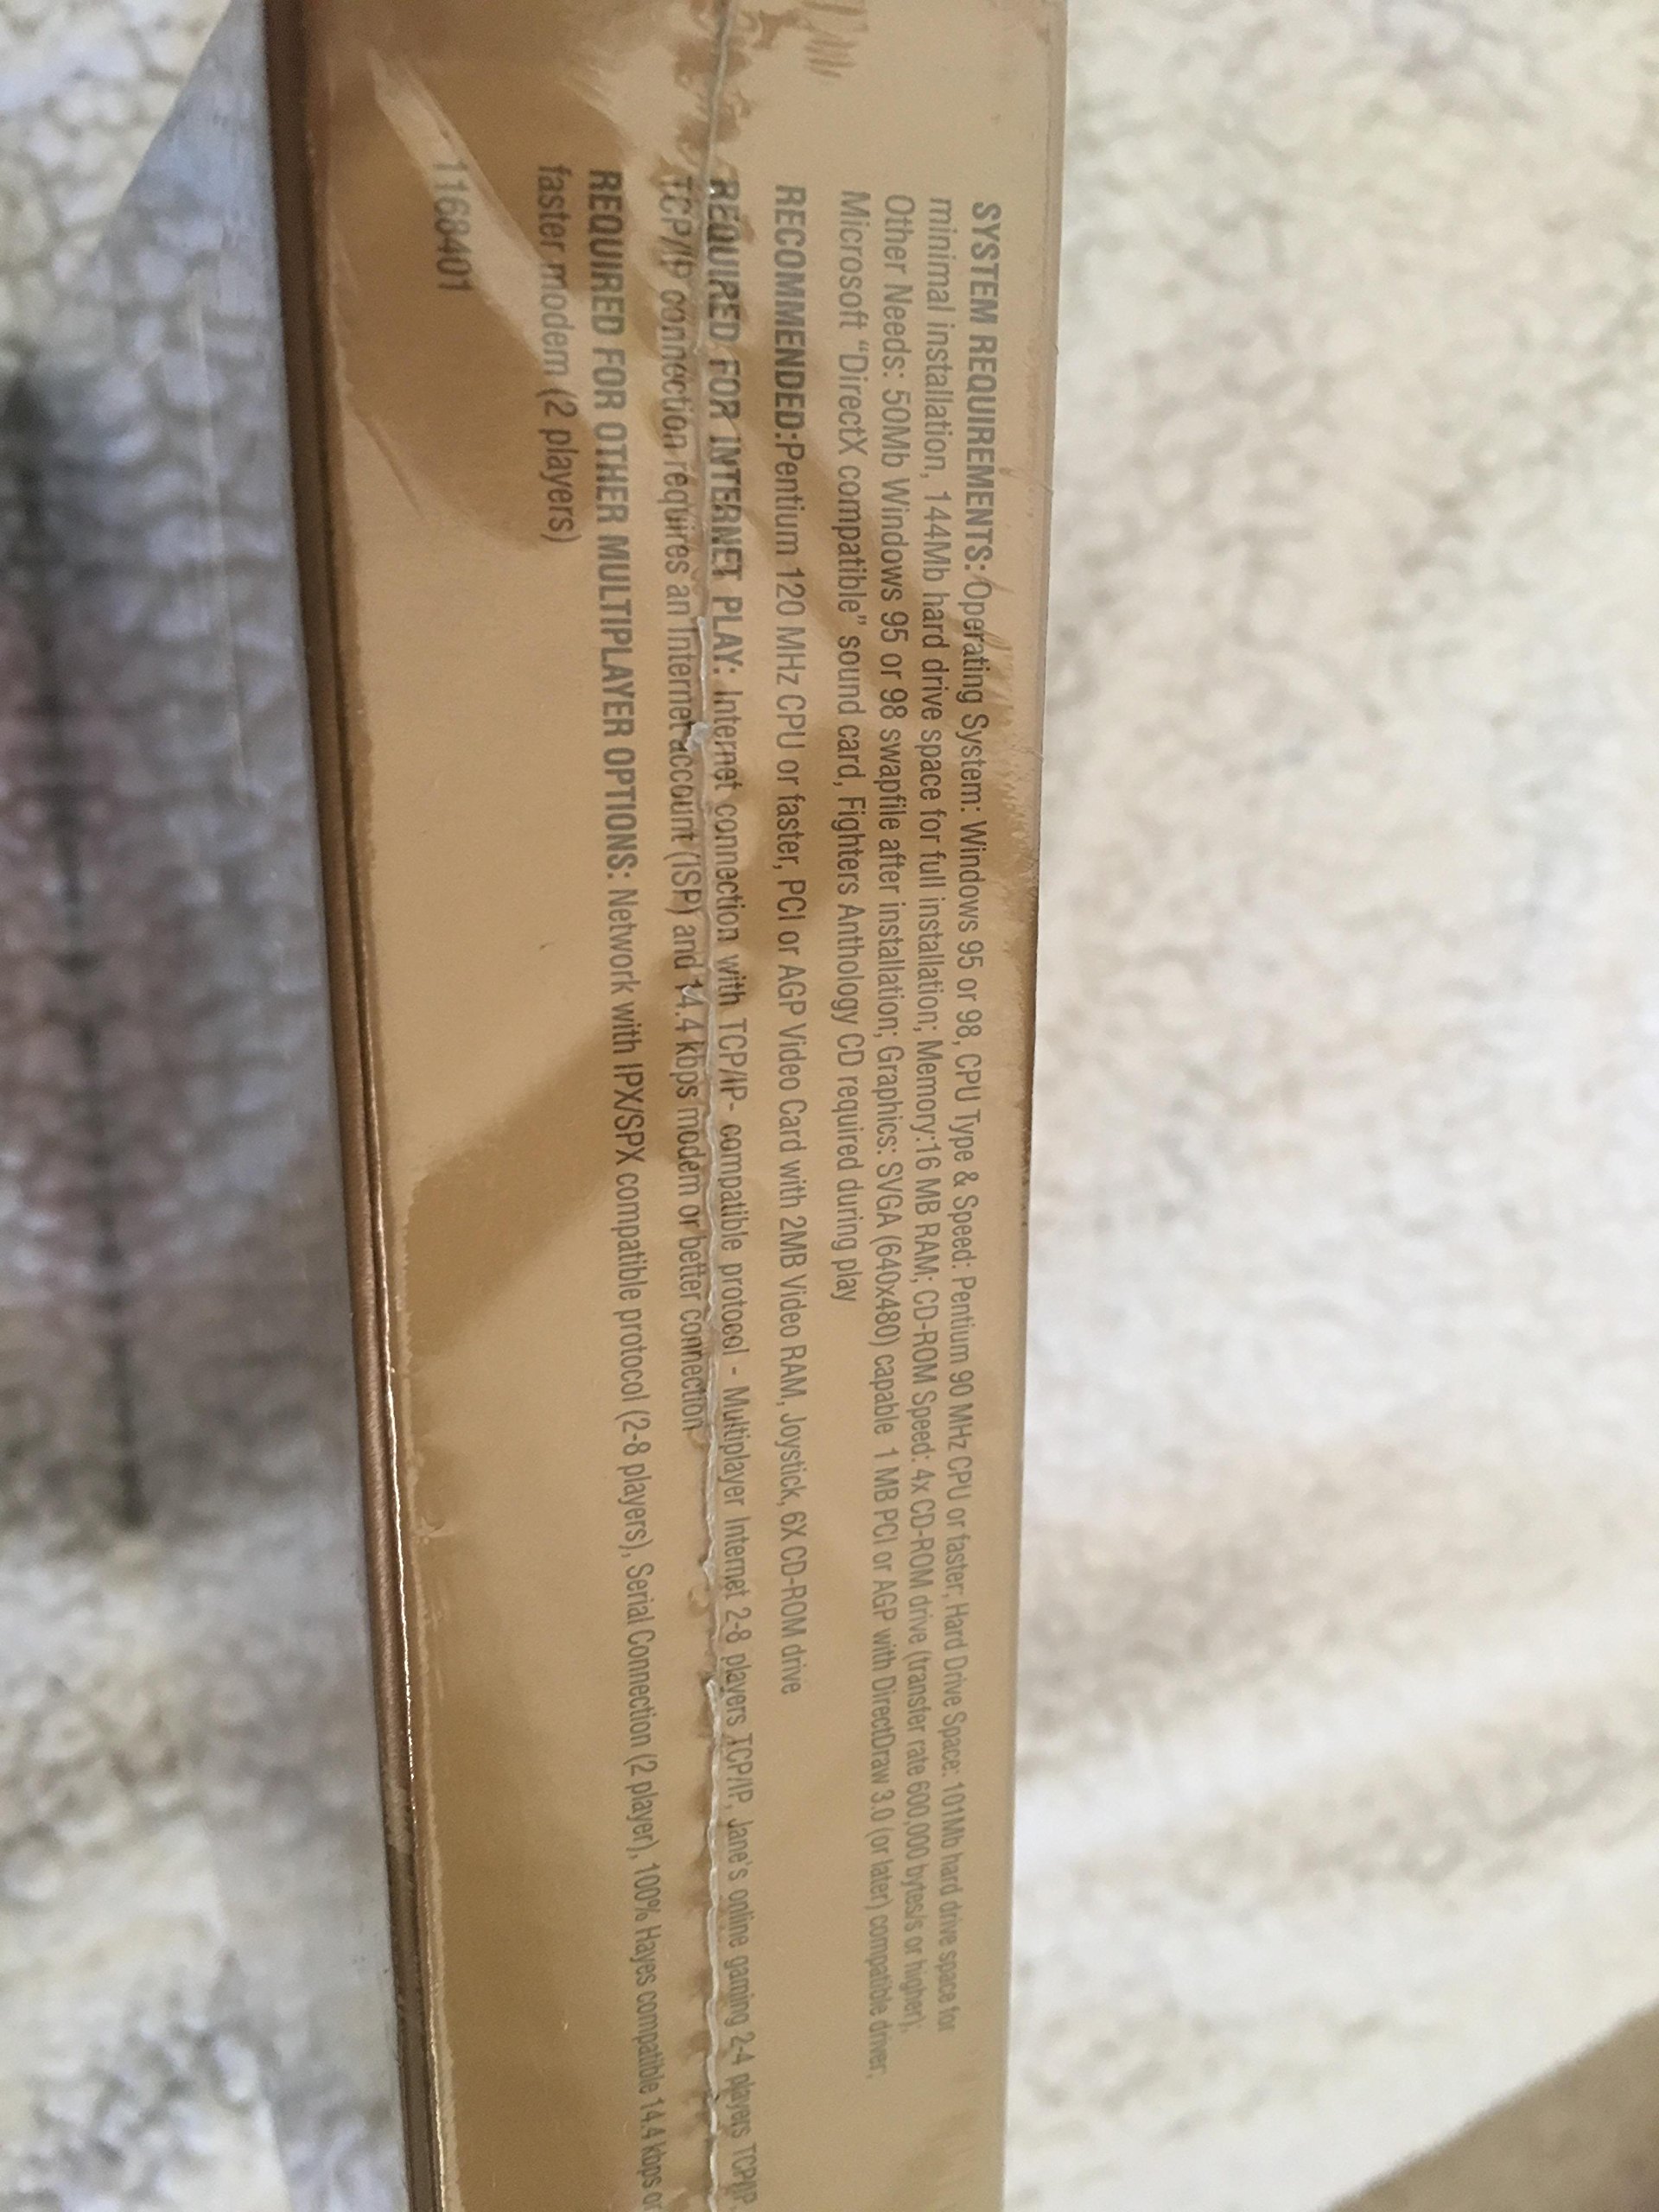 SYSTEM REQUIREMENTS: Operating System: Windows 95 or 98, CPU Type & Speed: Pentium 90 MHz CPU or faster; Hard Drive Space: 101Mb hard drive space for
minimal installation, 144Mb hard drive space for full installation; Memory:16 MB RAM; CD-ROM Speed: 4x CD-ROM drive (transfer rate 600,000 bytes/s or higher);
Other Needs: 50Mb Windows 95 or 98 swapfile after installation; Graphics: SVGA (640x480) capable 1 MB PCI or AGP with DirectDraw 3.0 (or later) compatible driver;
Microsoft "DirectX compatible" sound card, Fighters Anthology CD required during play
RECOMMENDED:Pentium 120 MHz CPU or faster, PCI or AGP Video Card with 2MB Video RAM, Joystick, 6X CD-ROM drive
REQUIRED FOR INTERNET PLAY: Internet connection with TCP/IP- compatible protocol - Multiplayer Internet 2-8 players TCP/IP, Jane's online gaming 2-4 players TCP/IP.
TCP/IP connection requires an Internet account (ISP) and 14.4 kbps modem or better connection
REQUIRED FOR OTHER MULTIPLAYER OPTIONS: Network with IPX/SPX compatible protocol (2-8 players), Serial Connection (2 player), 100% Hayes compatible 14.4 kbps or
faster modem (2 players)
1168401